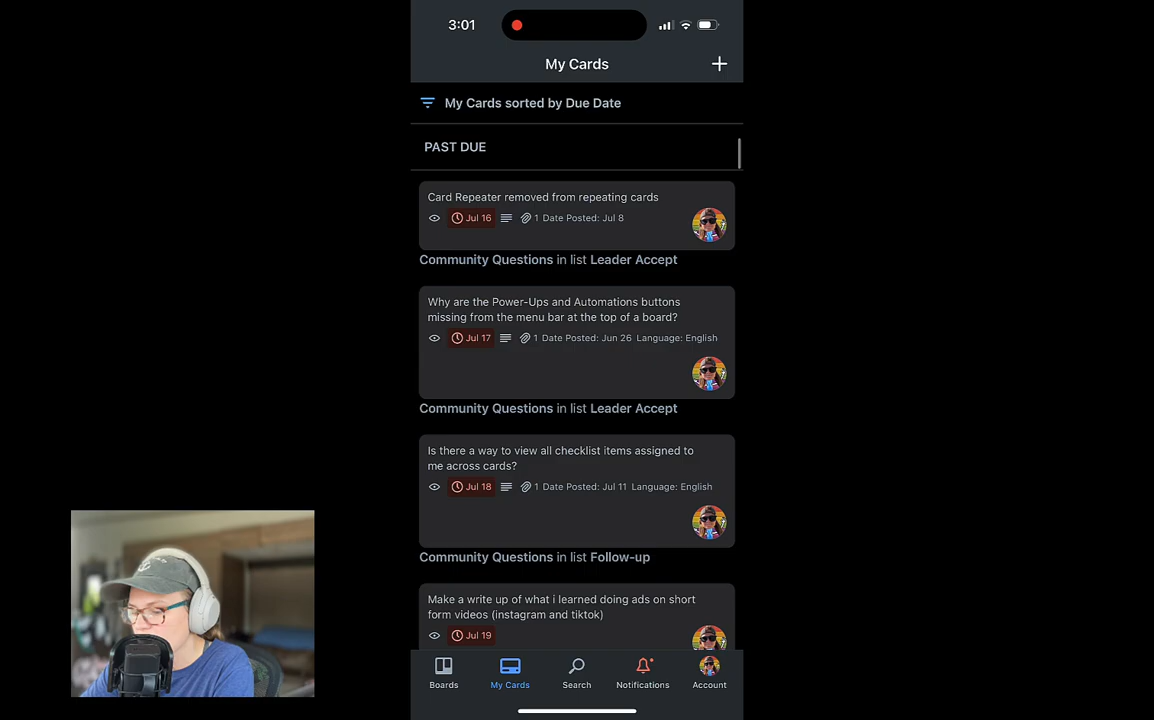 3:01
My Cards
My Cards sorted by Due Date
PAST DUE
Card Repeater removed from repeating cards
Jul 16 1 Date Posted: Jul 8
Community Questions in list Leader Accept
Why are the Power-Ups and Automations buttons
missing from the menu bar at the top of a board?
Jul 17 1 Date Posted: Jun 26 Language: English
Community Questions in list Leader Accept
Is there a way to view all checklist items assigned to
me across cards?
Jul 18 1 Date Posted: Jul 11 Language: English
Community Questions in list Follow-up
Make a write up of what i learned doing ads on short
form videos (instagram and tiktok)
Jul 19
Boards My Cards Search Notifications Account